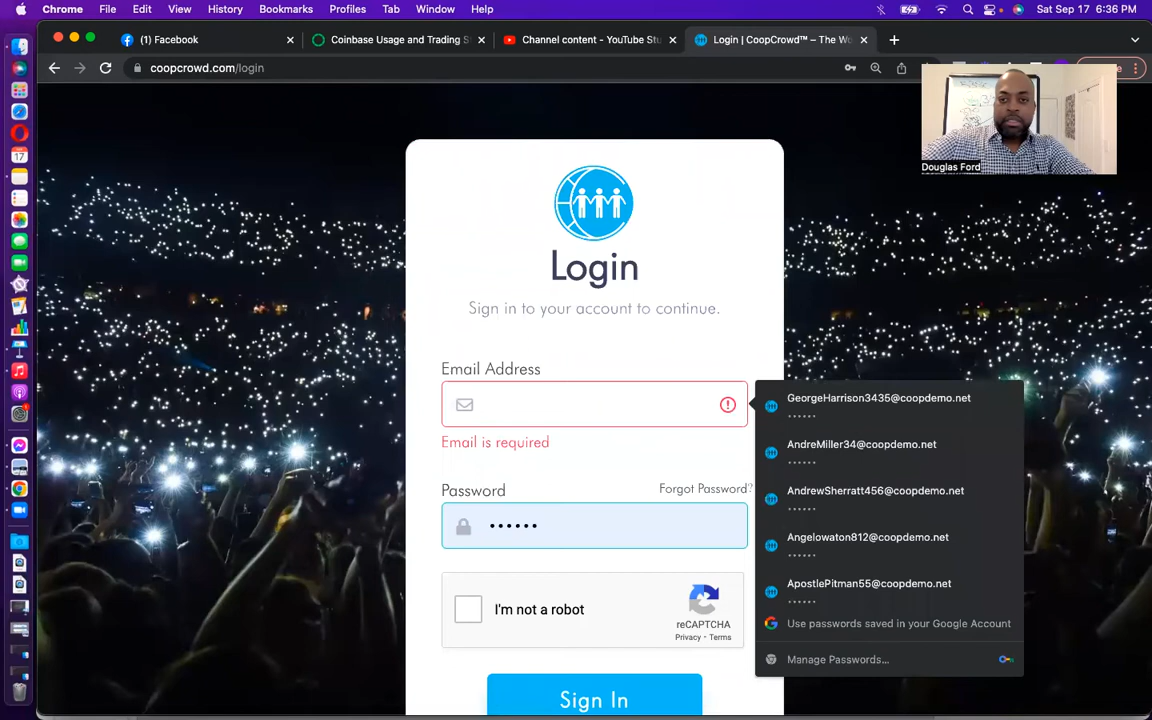 Chrome File Edit View History Bookmarks Profiles Tab Window Help Sat Sep 17 6:36 PM
(1) Facebook Coinbase Usage and Trading S Channel content - YouTube Stu Login | CoopCrowd™ – The Wo
coopcrowd.com/login
17
Douglas Ford
Login
Sign in to your account to continue.
Email Address
Email is required
Password Forgot Password?
••••••
I'm not a robot
reCAPTCHA
Privacy - Terms
Sign In
GeorgeHarrison3435@coopdemo.net
••••••
AndreMiller34@coopdemo.net
••••••
AndrewSherratt456@coopdemo.net
••••••
Angelowaton812@coopdemo.net
••••••
ApostlePitman55@coopdemo.net
••••••
Use passwords saved in your Google Account
Manage Passwords...